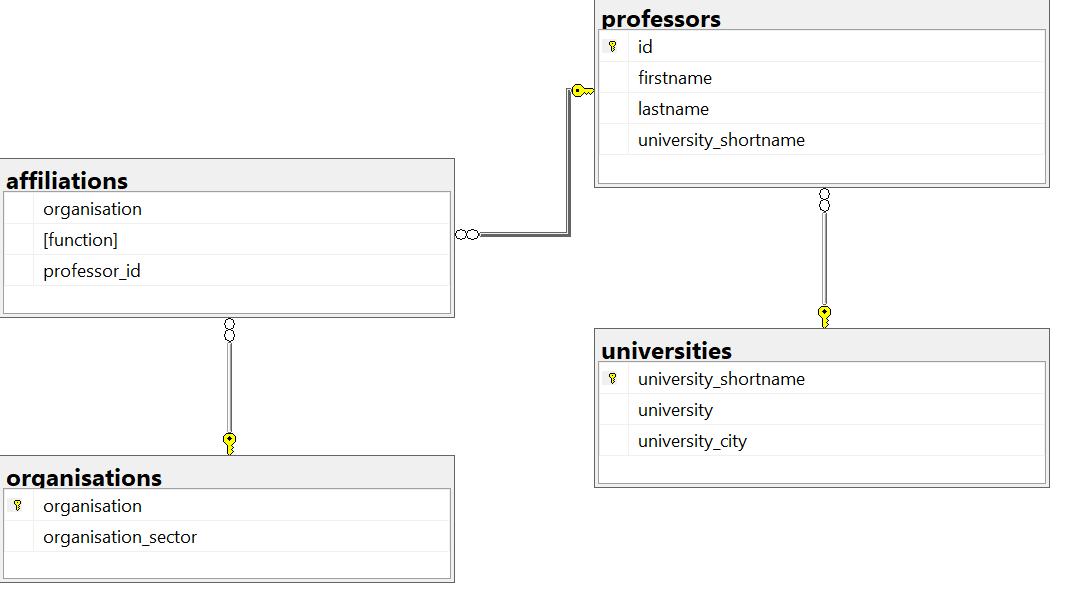 professors
id
firstname
lastname
university_shortname
affiliations
organisation
[function]
professor_id
universities
university_shortname
university
university_city
organisations
organisation
organisation_sector